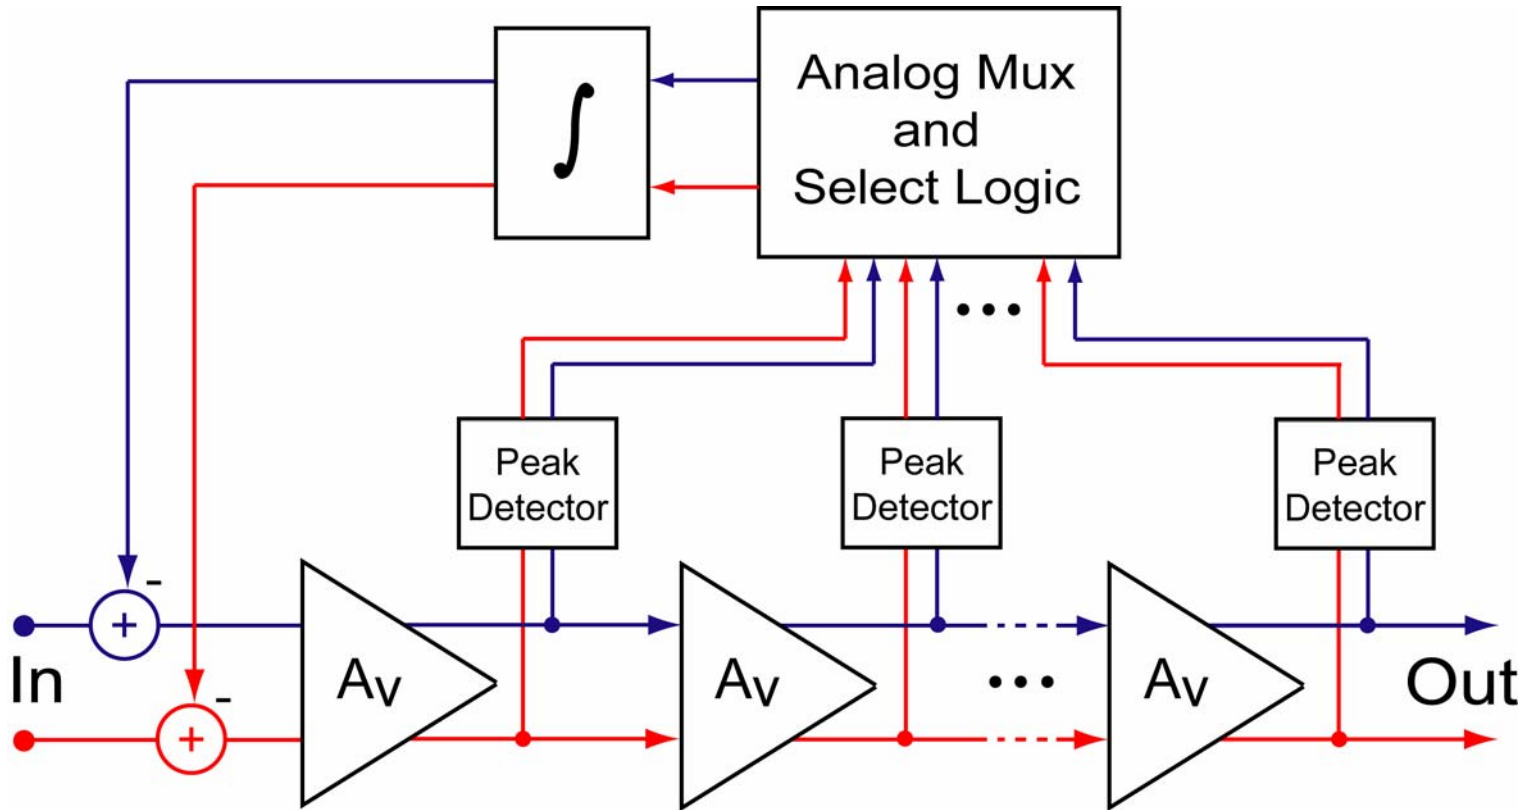 ∫
Analog Mux
and
Select Logic
...
Peak
Detector
Peak
Detector
Peak
Detector
-
+
In
-
+
Av
Av
...
Av
Out